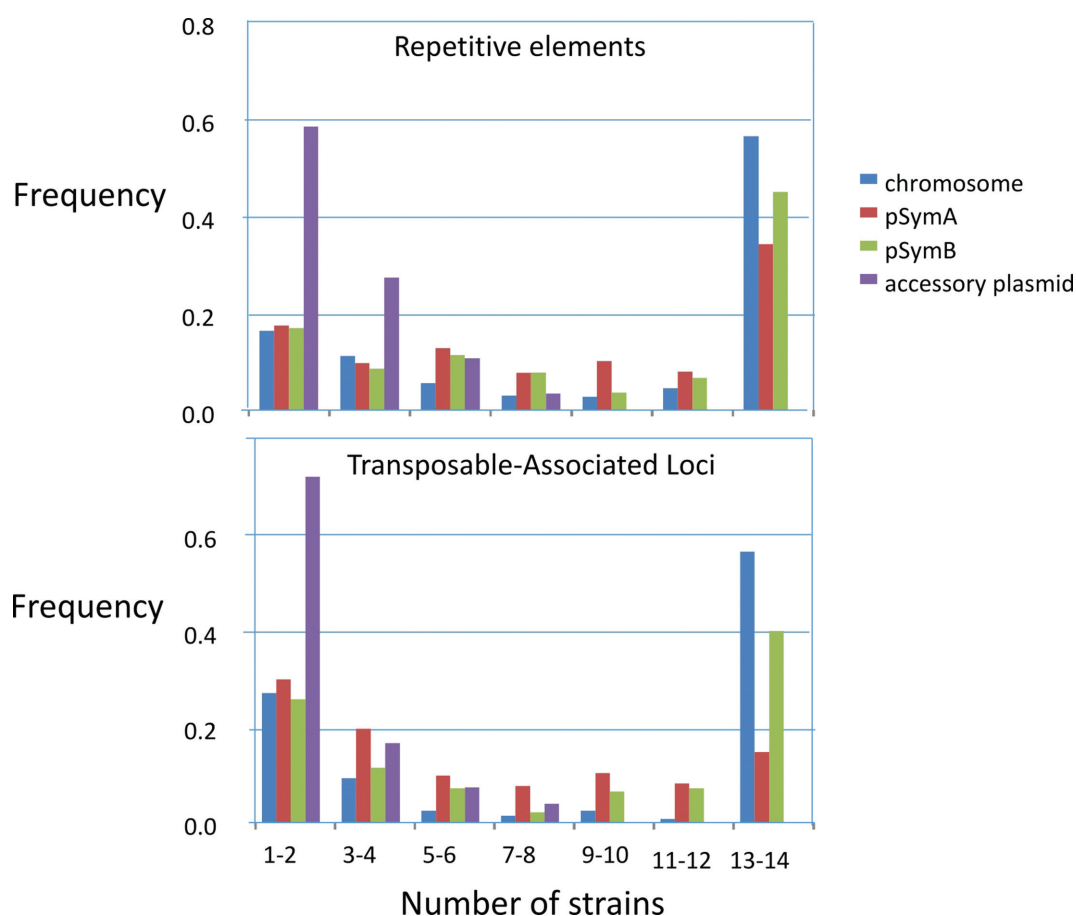 Repetitive elements
0.8
0.6
0.4
0.2
0.0
Frequency
chromosome
pSymA
pSymB
accessory plasmid
Transposable-Associated Loci
0.6
0.4
0.2
0.0
Frequency
1-2 3-4 5-6 7-8 9-10 11-12 13-14
Number of strains